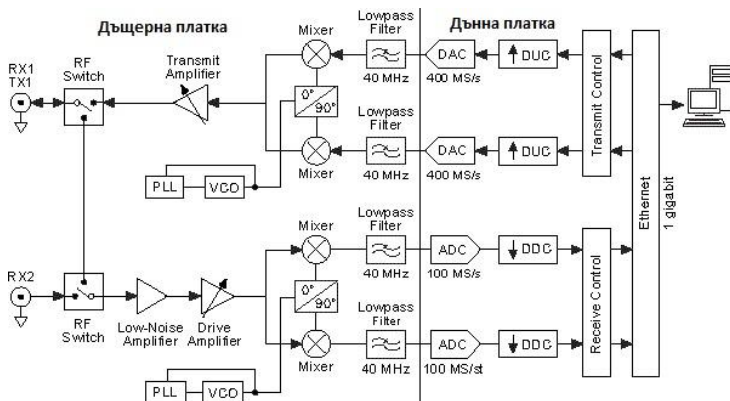 Дъщерна платка
Дънна платка
RX1
TX1
RF
Switch
Transmit
Amplifier
Mixer
Lowpass
Filter
40 MHz
DAC
400 MS/s
DUC
0°
90°
Mixer
Lowpass
Filter
40 MHz
DAC
400 MS/s
DUC
Transmit Control
PLL
VCO
Ethernet
1 gigabit
RX2
RF
Switch
Low-Noise
Amplifier
Drive
Amplifier
Mixer
Lowpass
Filter
40 MHz
ADC
100 MS/s
DDC
0°
90°
Mixer
Lowpass
Filter
40 MHz
ADC
100 MS/st
DDC
Receive Control
PLL
VCO